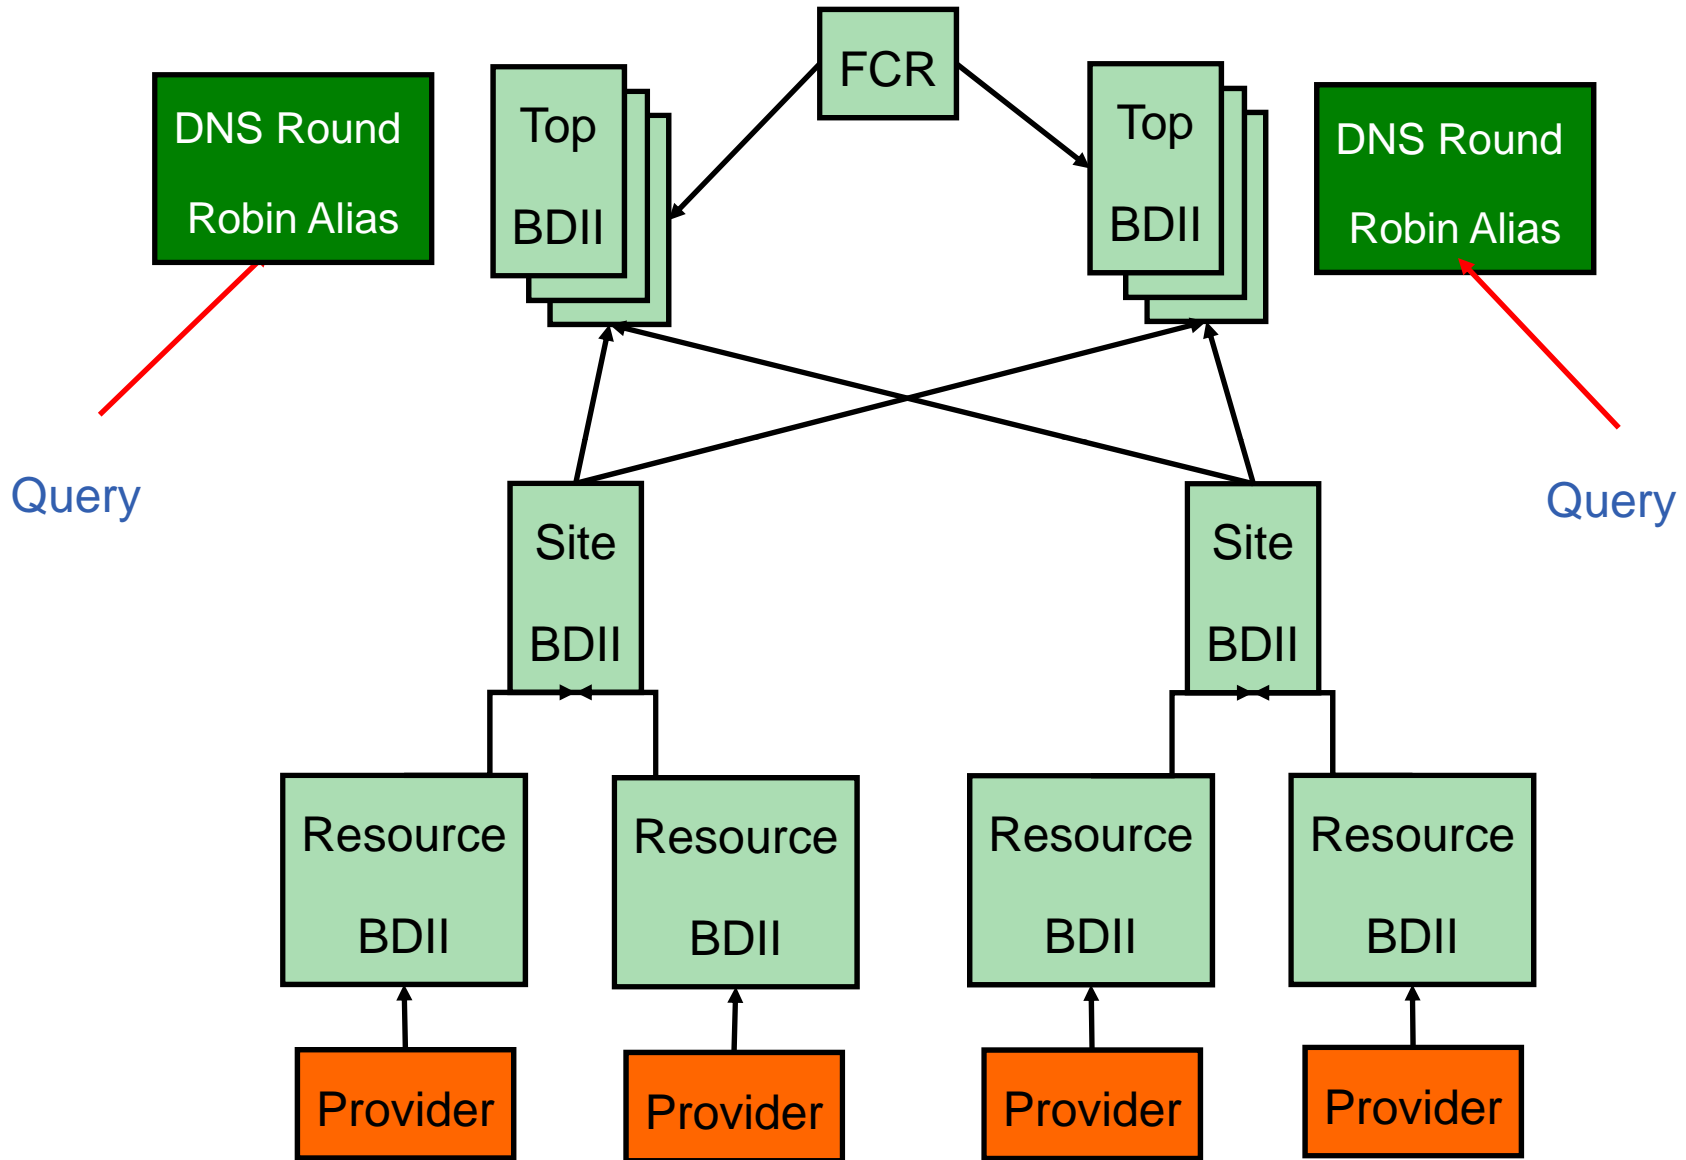 FCR
DNS Round
Robin Alias
Top
BDII
Top
BDII
DNS Round
Robin Alias
Query
Query
Site
BDII
Site
BDII
Resource
BDII
Resource
BDII
Resource
BDII
Resource
BDII
Provider
Provider
Provider
Provider